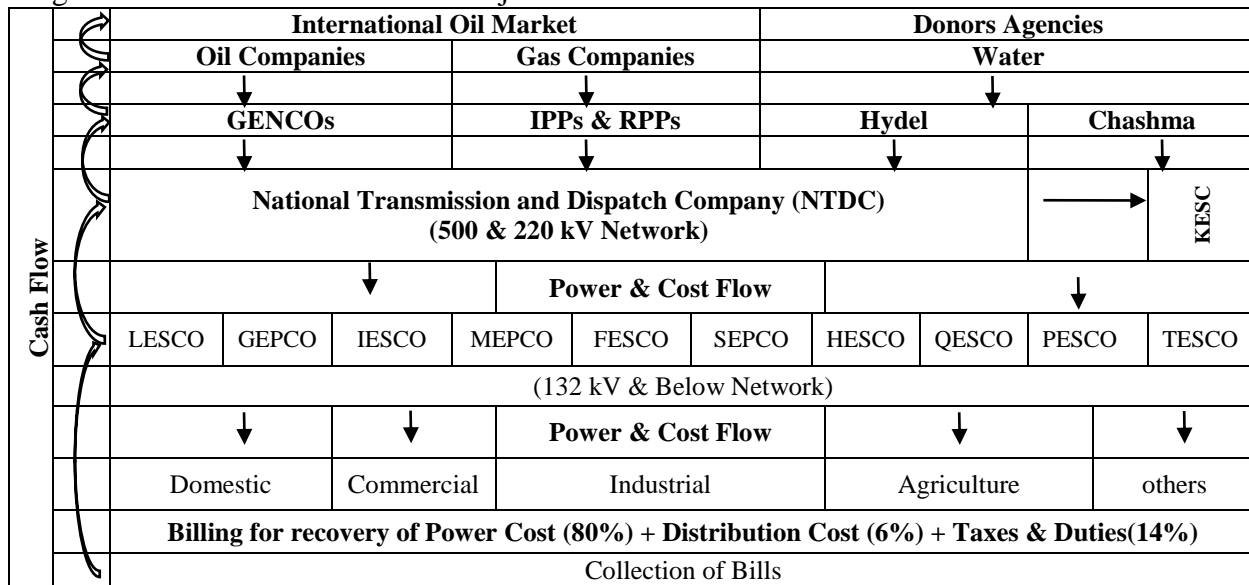 International Oil Market Donors Agencies
Oil Companies Gas Companies Water
GENCOs IPPs & RPPs Hydel Chashma
National Transmission and Dispatch Company (NTDC)
(500 & 220 kV Network)
KESC
Power & Cost Flow
Cash Flow
LESCO GEPCO IESCO MEPCO FESCO SEPCO HESCO QESCO PESCO TESCO
(132 kV & Below Network)
Power & Cost Flow
Domestic Commercial Industrial Agriculture others
Billing for recovery of Power Cost (80%) + Distribution Cost (6%) + Taxes & Duties(14%)
Collection of Bills